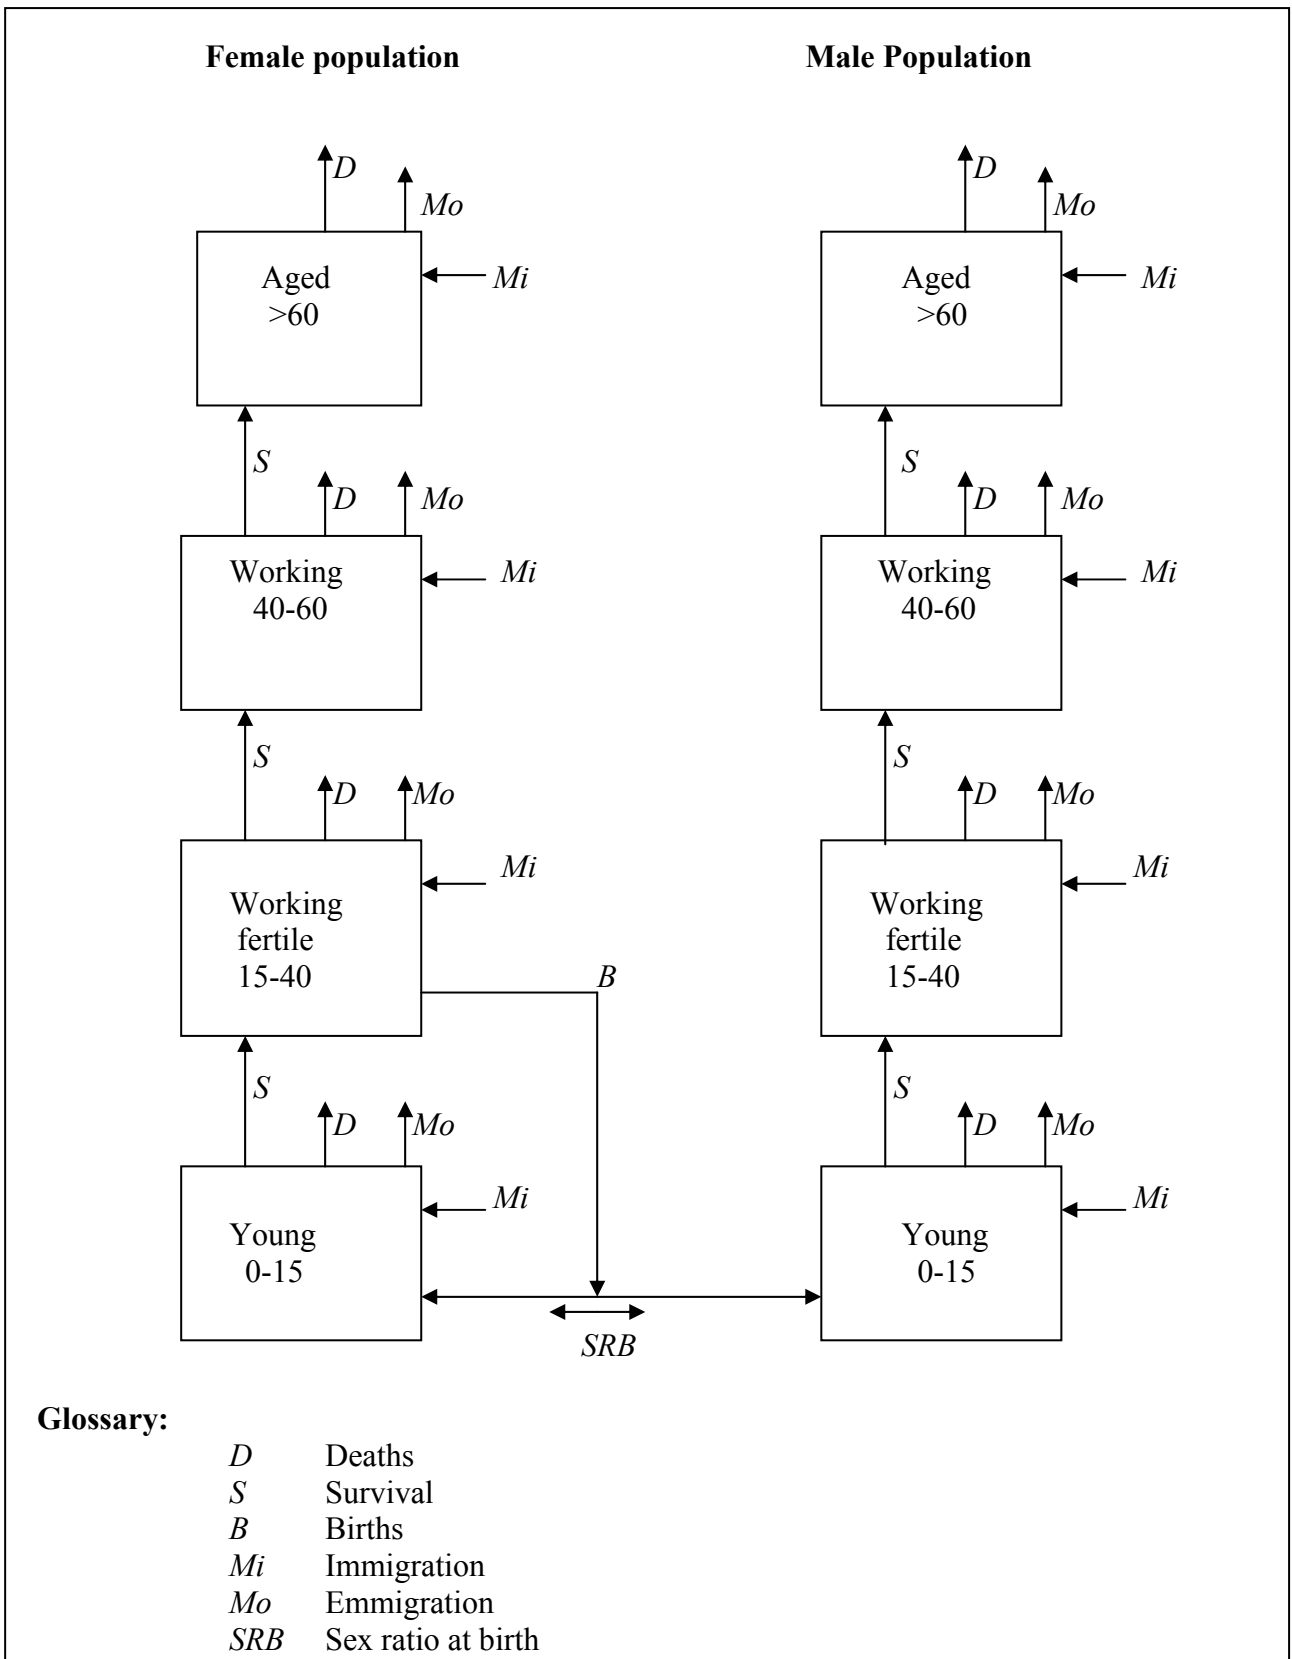 Female population
Male Population
D
Mo
Aged
>60
Mi
S
D
Mo
Working
40-60
Mi
S
D
Mo
Working
fertile
15-40
Mi
B
S
D
Mo
Young
0-15
Mi
D
Mo
Aged
>60
Mi
S
D
Mo
Working
40-60
Mi
S
D
Mo
Working
fertile
15-40
Mi
S
D
Mo
Young
0-15
Mi
SRB
Glossary:
D Deaths
S Survival
B Births
Mi Immigration
Mo Emmigration
SRB Sex ratio at birth